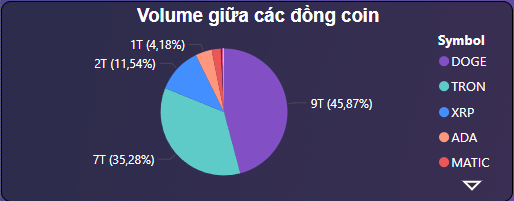 Volume giữa các đồng coin
1T (4,18%)
2T (11,54%)
9T (45,87%)
7T (35,28%)
Symbol
DOGE
TRON
XRP
ADA
MATIC